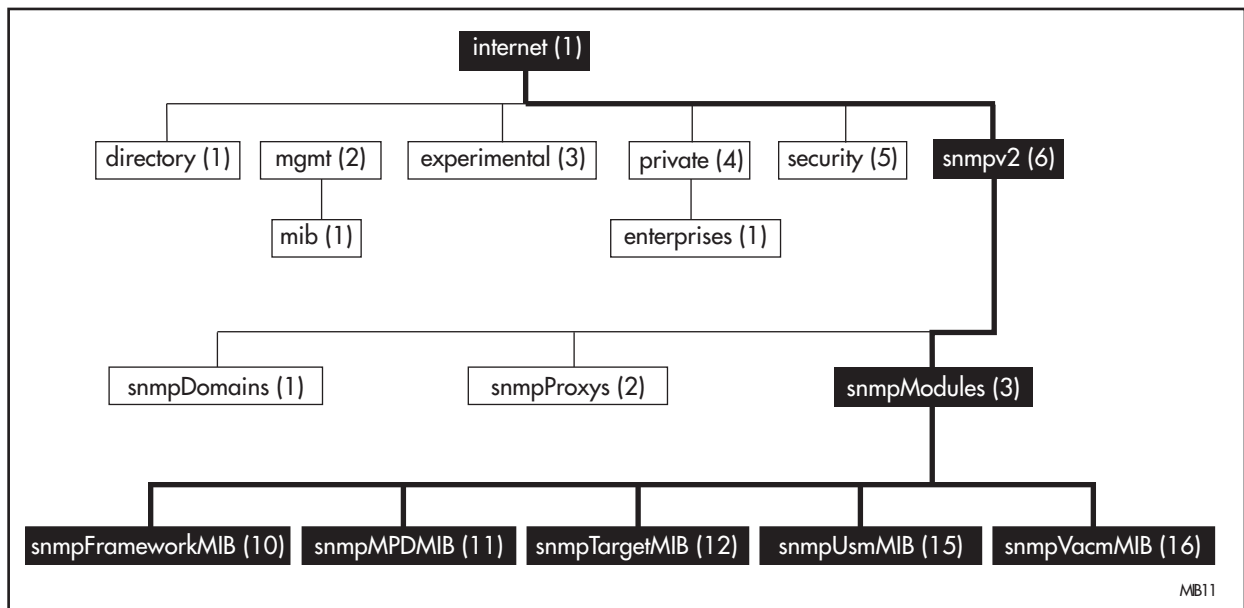 internet (1)
directory (1)
mgmt (2)
experimental (3)
private (4)
security (5)
snmpv2 (6)
mib (1)
enterprises (1)
snmpDomains (1)
snmpProxys (2)
snmpModules (3)
snmpFrameworkMIB (10)
snmpMPDMIB (11)
snmpTargetMIB (12)
snmpUsmMIB (15)
snmpVacmMIB (16)
MIB11